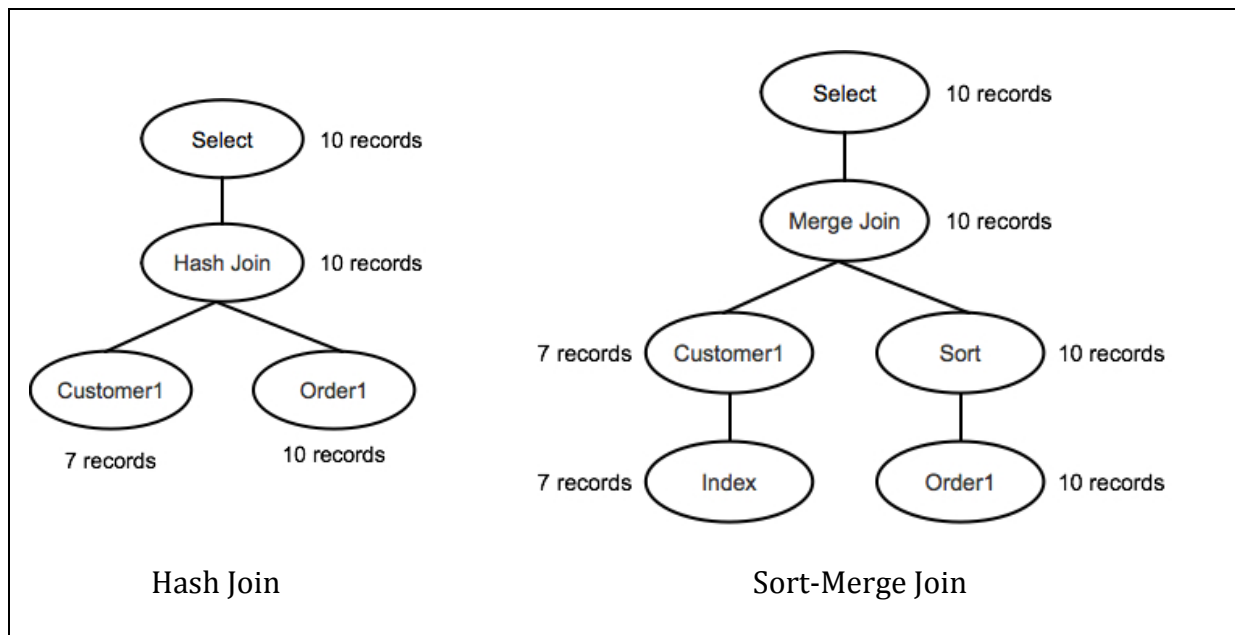 Select
10 records
Hash Join
10 records
Customer1
Order1
7 records
10 records
Hash Join
Select
10 records
Merge Join
10 records
7 records
Customer1
Sort
10 records
7 records
Index
Order1
10 records
Sort-Merge Join